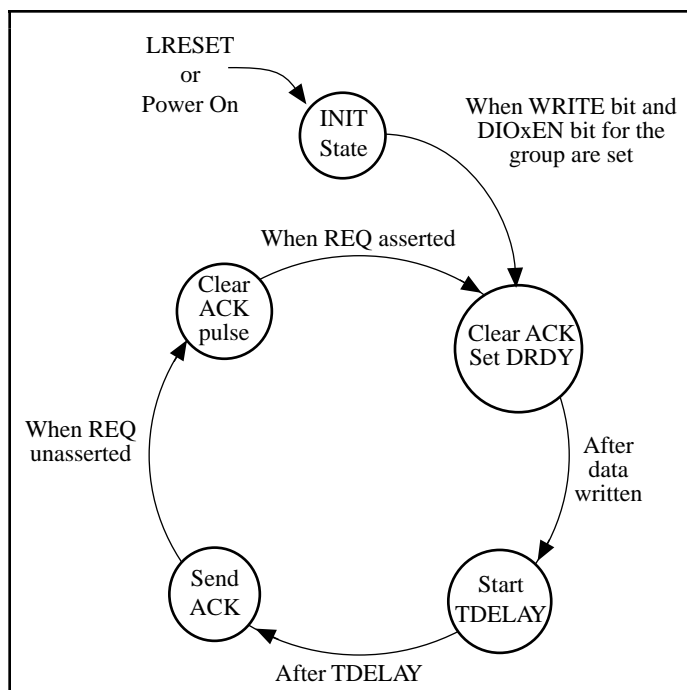 LRESET
or
Power On
INIT
State
When WRITE bit and
DIOxEN bit for the
group are set
When REQ asserted
Clear
ACK
pulse
Clear ACK
Set DRDY
When REQ
unasserted
After
data
written
Send
ACK
Start
TDELAY
After TDELAY